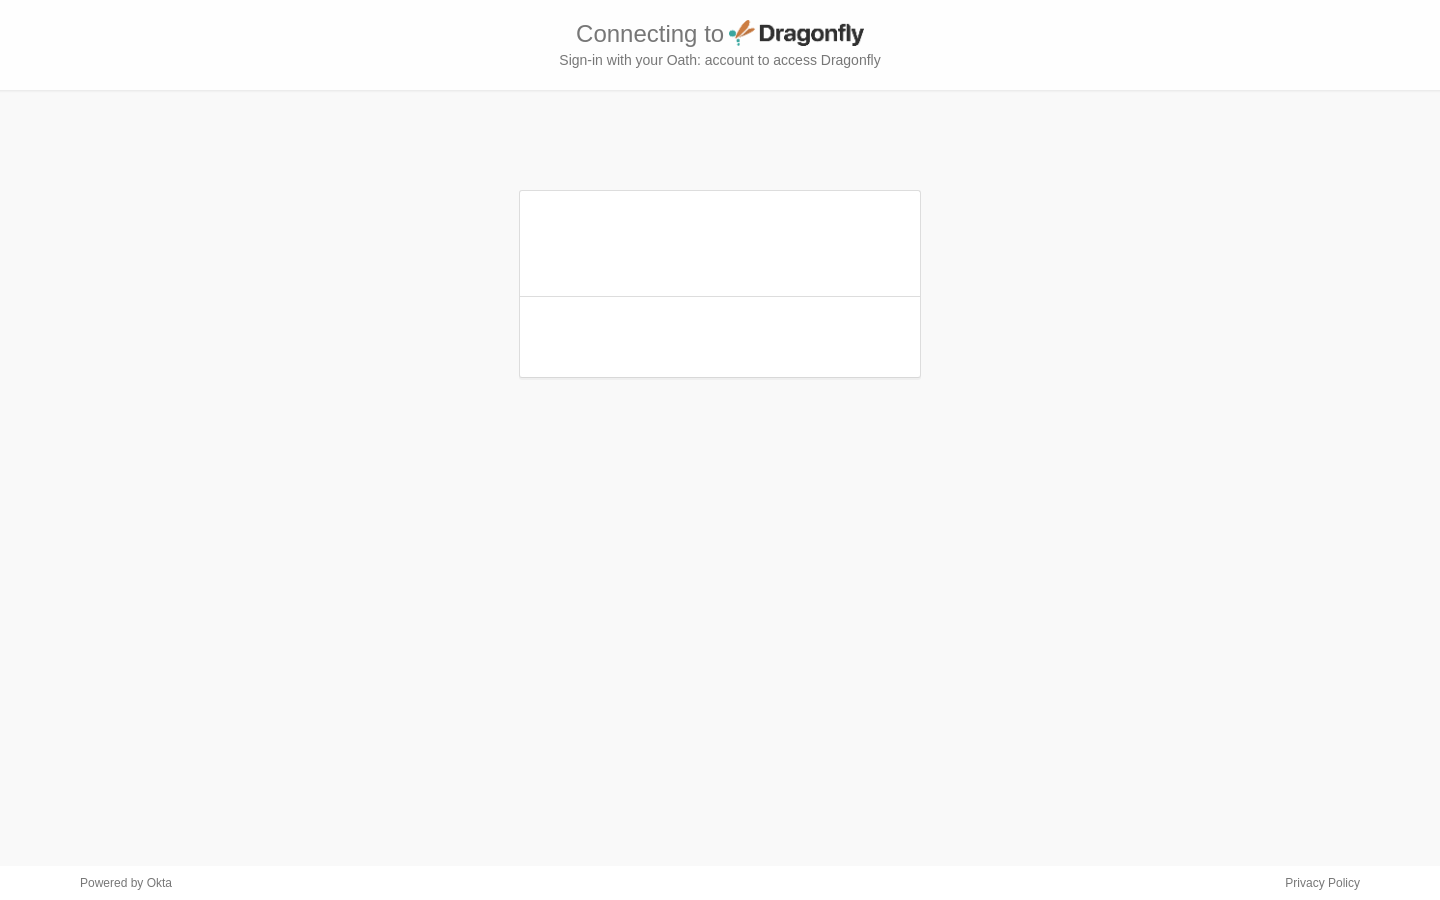 Connecting to Dragonfly
Sign-in with your Oath: account to access Dragonfly
Powered by Okta
Privacy Policy